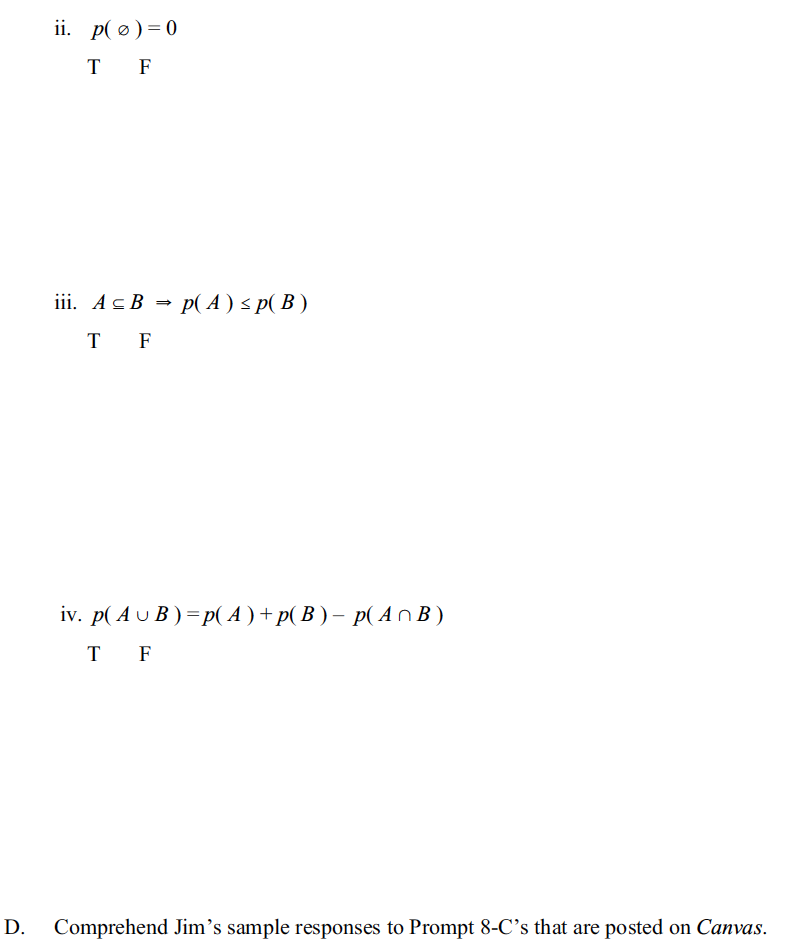 ii. p( ∅ ) = 0
T F
iii. A ⊆ B ⇒ p( A ) ≤ p( B )
T F
iv. p( A ∪ B ) = p( A ) + p( B ) – p( A ∩ B )
T F
D. Comprehend Jim’s sample responses to Prompt 8-C’s that are posted on Canvas.